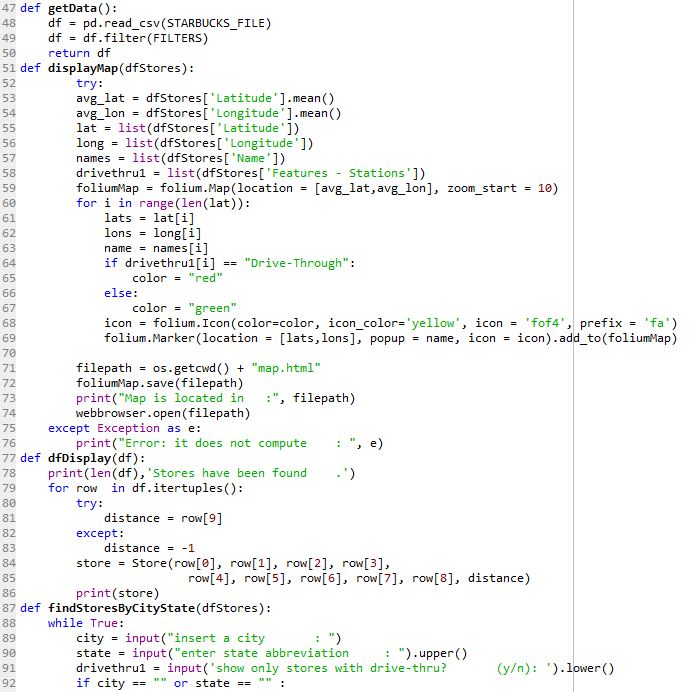 47 def getData():
48     df = pd.read_csv(STARBUCKS_FILE)
49     df = df.filter(FILTERS)
50     return df
51 def displayMap(dfStores):
52         try:
53         avg_lat = dfStores['Latitude'].mean()
54         avg_lon = dfStores['Longitude'].mean()
55         lat = list(dfStores['Latitude'])
56         long = list(dfStores['Longitude'])
57         names = list(dfStores['Name'])
58         drivethru1 = list(dfStores['Features - Stations'])
59         foliumMap = folium.Map(location = [avg_lat,avg_lon], zoom_start = 10)
60         for i in range(len(lat)):
61             lats = lat[i]
62             lons = long[i]
63             name = names[i]
64             if drivethru1[i] == "Drive-Through":
65                 color = "red"
66             else:
67                 color = "green"
68             icon = folium.Icon(color=color, icon_color='yellow', icon = 'fof4', prefix = 'fa')
69             folium.Marker(location = [lats,lons], popup = name, icon = icon).add_to(foliumMap)
70
71         filepath = os.getcwd() + "map.html"
72         foliumMap.save(filepath)
73         print("Map is located in   :", filepath)
74         webbrowser.open(filepath)
75     except Exception as e:
76         print("Error: it does not compute    : ", e)
77 def dfDisplay(df):
78     print(len(df),'Stores have been found    .')
79     for row  in df.itertuples():
80         try:
81             distance = row[9]
82         except:
83             distance = -1
84         store = Store(row[0], row[1], row[2], row[3],
85                         row[4], row[5], row[6], row[7], row[8], distance)
86         print(store)
87 def findStoresByCityState(dfStores):
88     while True:
89         city = input("insert a city       : ")
90         state = input("enter state abbreviation     : ").upper()
91         drivethru1 = input('show only stores with drive-thru?       (y/n): ').lower()
92         if city == "" or state == "" :